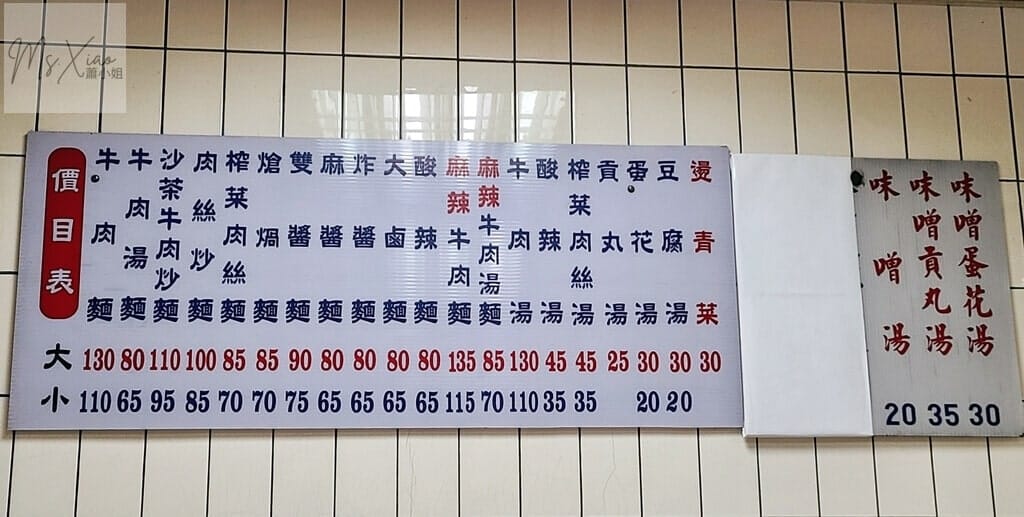 Ms.Xiao
蕭小姐
價目表
牛肉麵
牛肉湯麵
沙茶牛肉炒麵
肉絲炒麵
榨菜肉絲麵
熗煱麵
雙醬麵
麻醬麵
炸醬麵
大鹵麵
酸辣麵
麻辣牛肉麵
麻辣牛肉湯麵
牛肉湯
酸辣湯
榨菜肉絲湯
貢丸湯
蛋花湯
豆腐湯
燙青菜
大 130 80 110 100 85 85 90 80 80 80 80 135 85 130 45 45 25 30 30 30
小 110 65 95 85 70 70 75 65 65 65 65 115 70 110 35 35 20 20
味噌湯
味噌貢丸湯
味噌蛋花湯
20 35 30